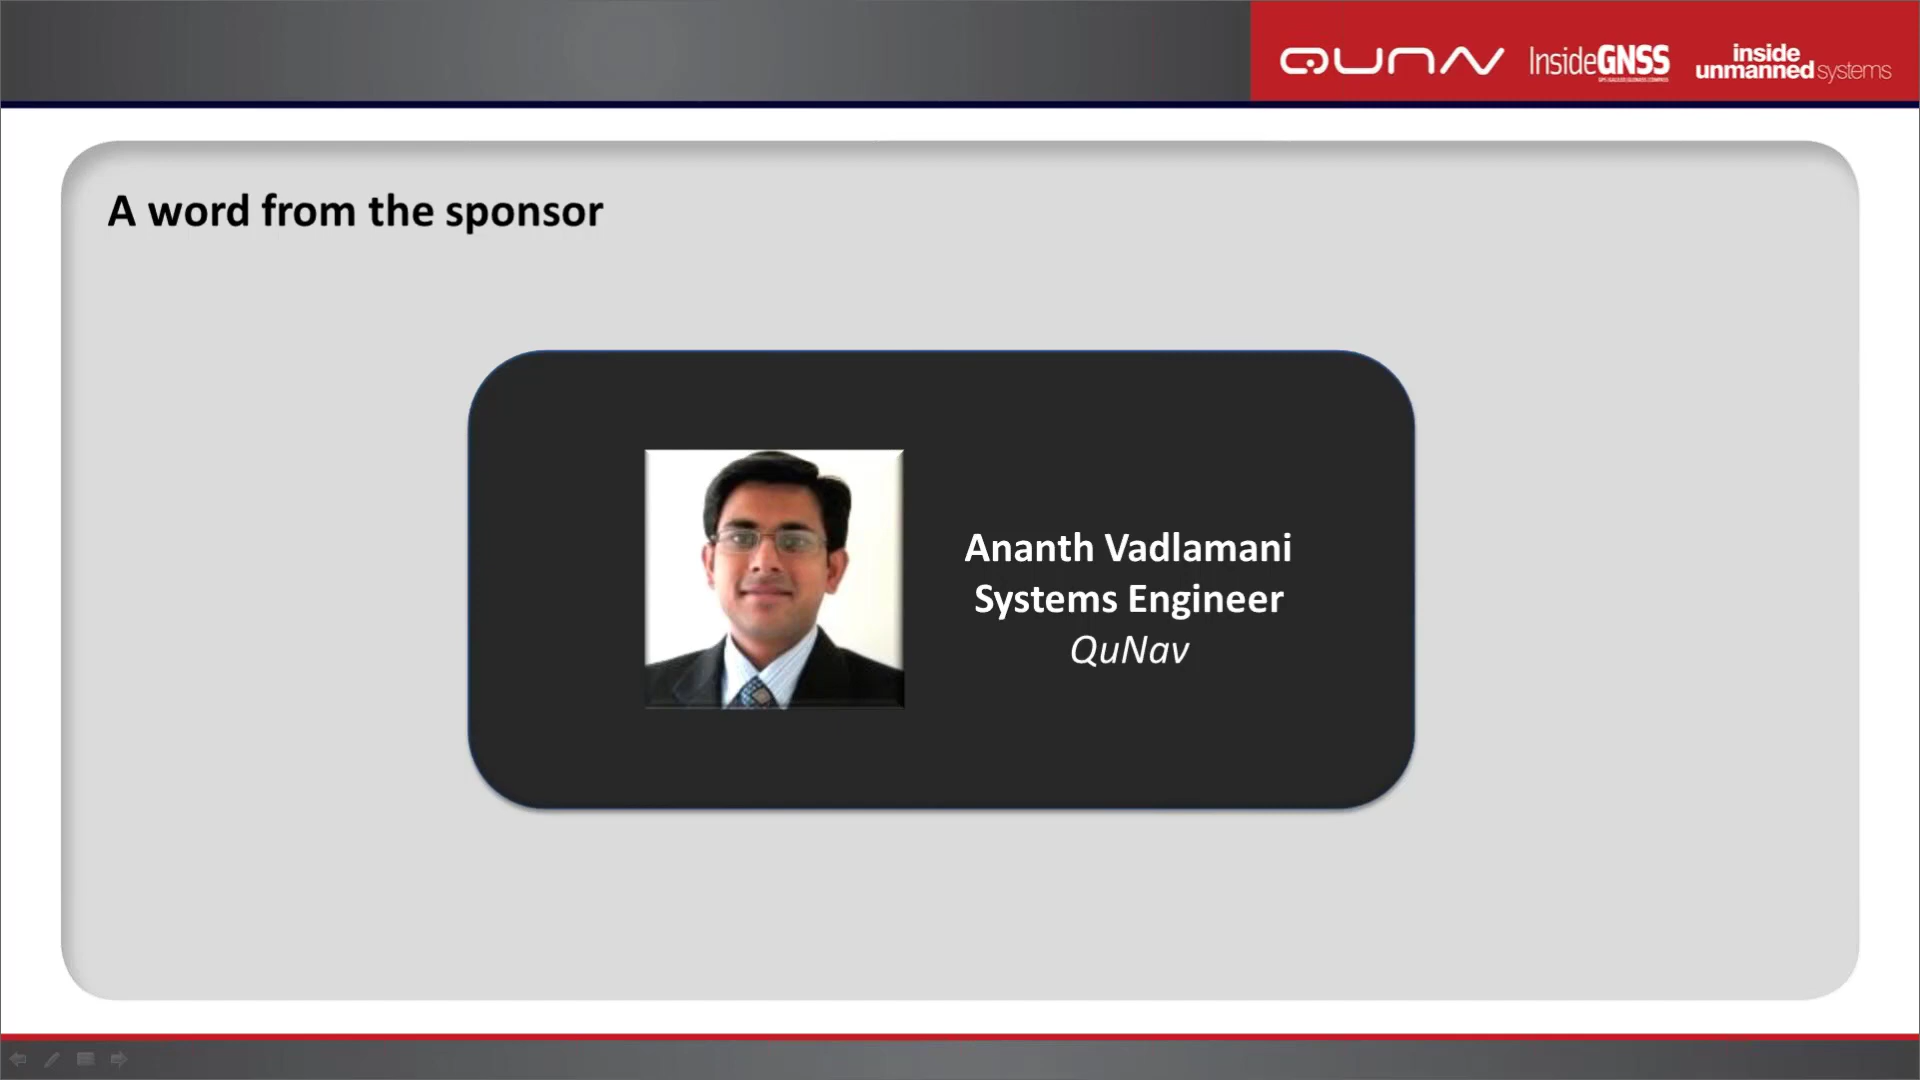 QUNAV
InsideGNSS
inside
unmanned systems
A word from the sponsor
Ananth Vadlamani
Systems Engineer
QuNav